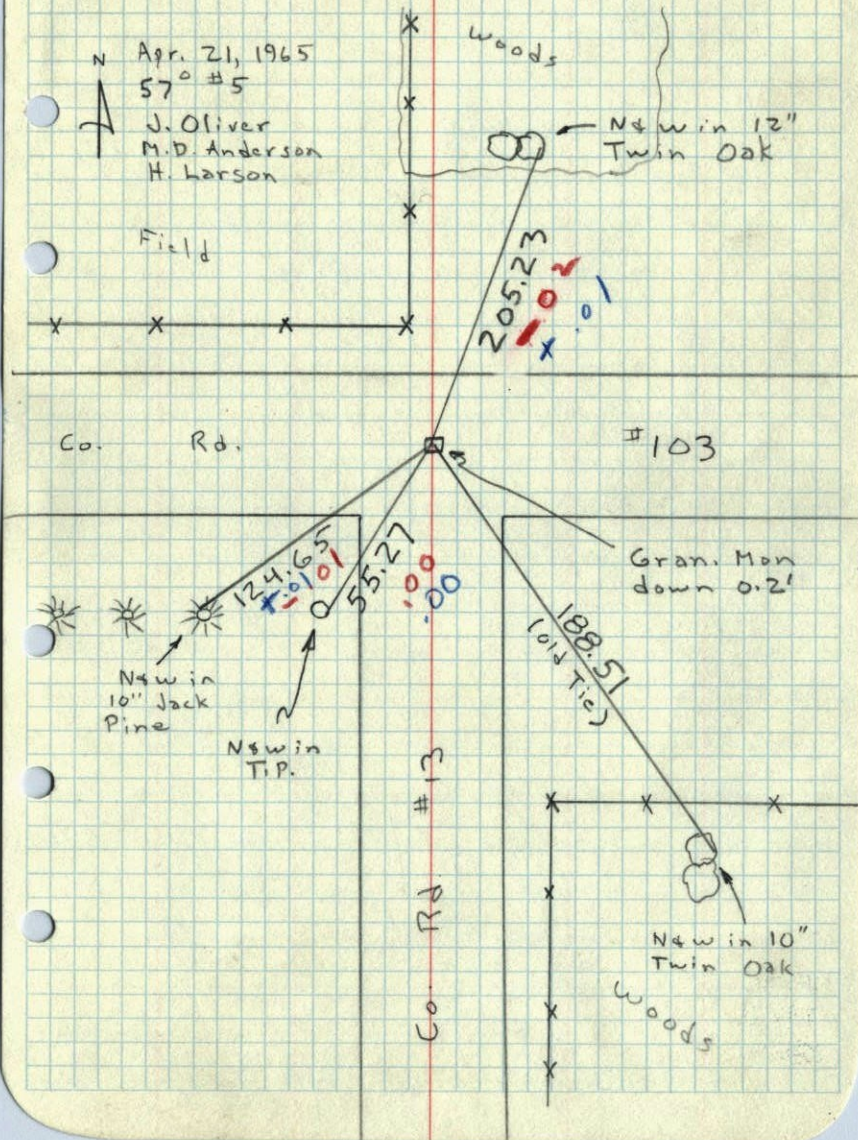 N
Apr. 21, 1965
57° #5
J. Oliver
M.D. Anderson
H. Larson
Woods
N&W in 12"
Twin Oak
Field
205.23
.02
x .01
Co. Rd. #103
Gran. Mon
down 0.2'
124.65
.01
x .01
55.27
.00
.00
188.51
(old Tie)
N&W in
10" Jack
Pine
N&W in
T.P.
Co. Rd. #13
N&W in 10"
Twin Oak
Woods